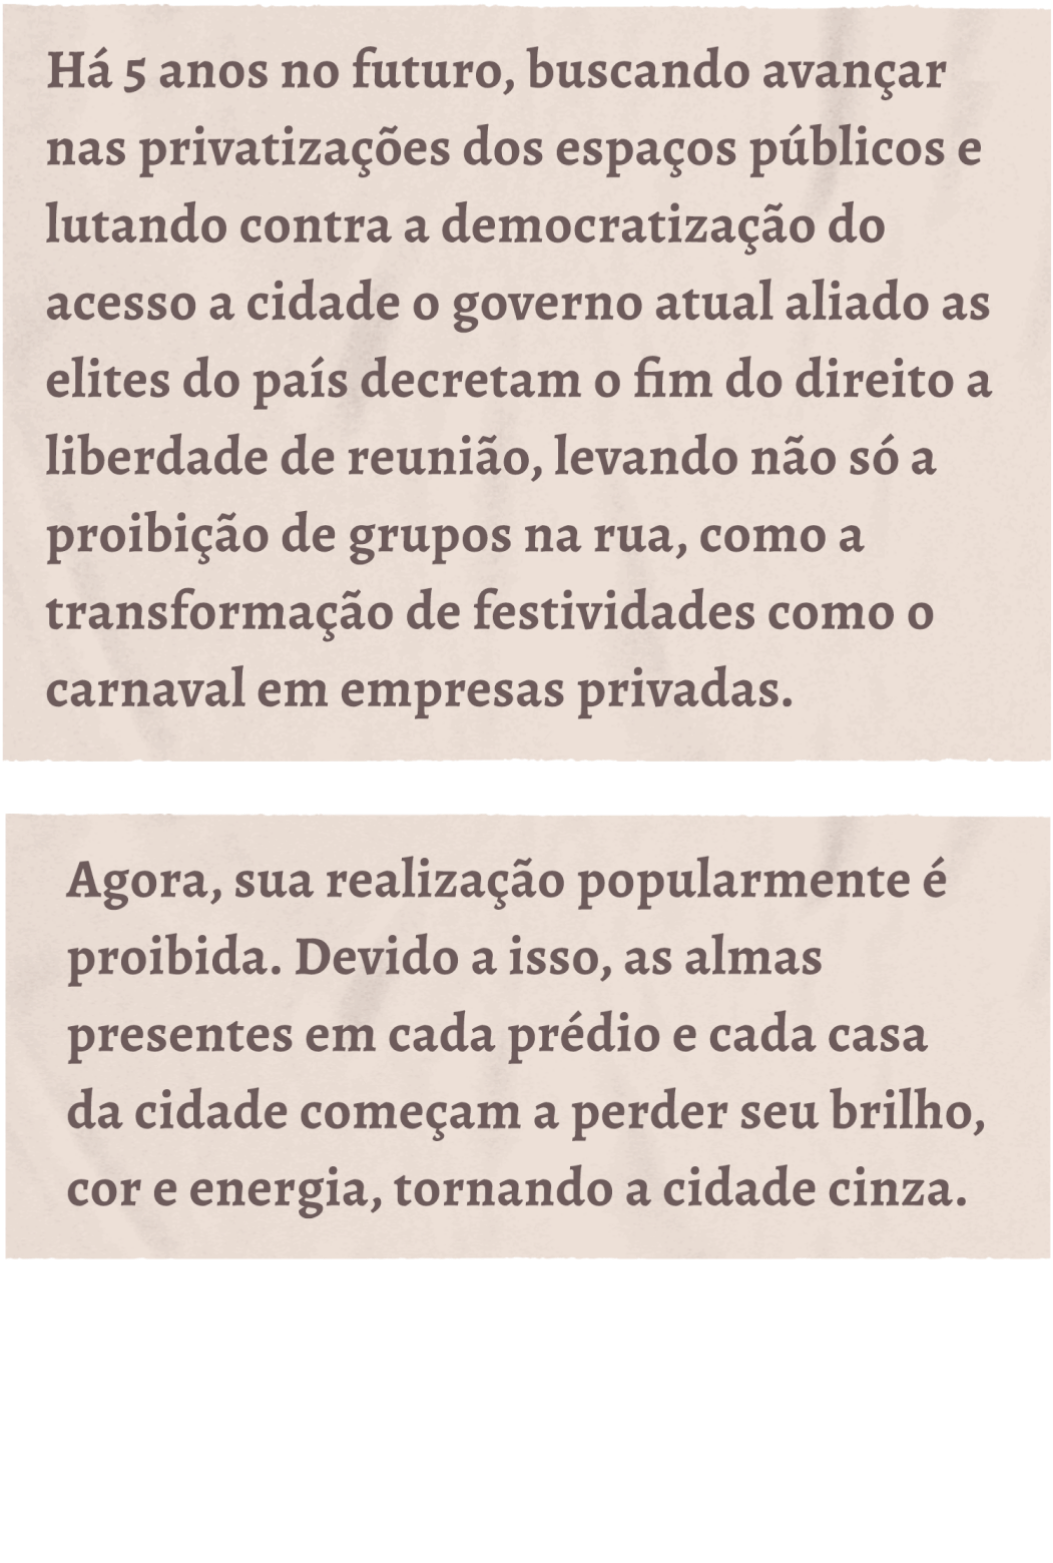 Há 5 anos no futuro, buscando avançar
nas privatizações dos espaços públicos e
lutando contra a democratização do
acesso a cidade o governo atual aliado as
elites do país decretam o fim do direito a
liberdade de reunião, levando não só a
proibição de grupos na rua, como a
transformação de festividades como o
carnaval em empresas privadas.
Agora, sua realização popularmente é
proibida. Devido a isso, as almas
presentes em cada prédio e cada casa
da cidade começam a perder seu brilho,
cor e energia, tornando a cidade cinza.